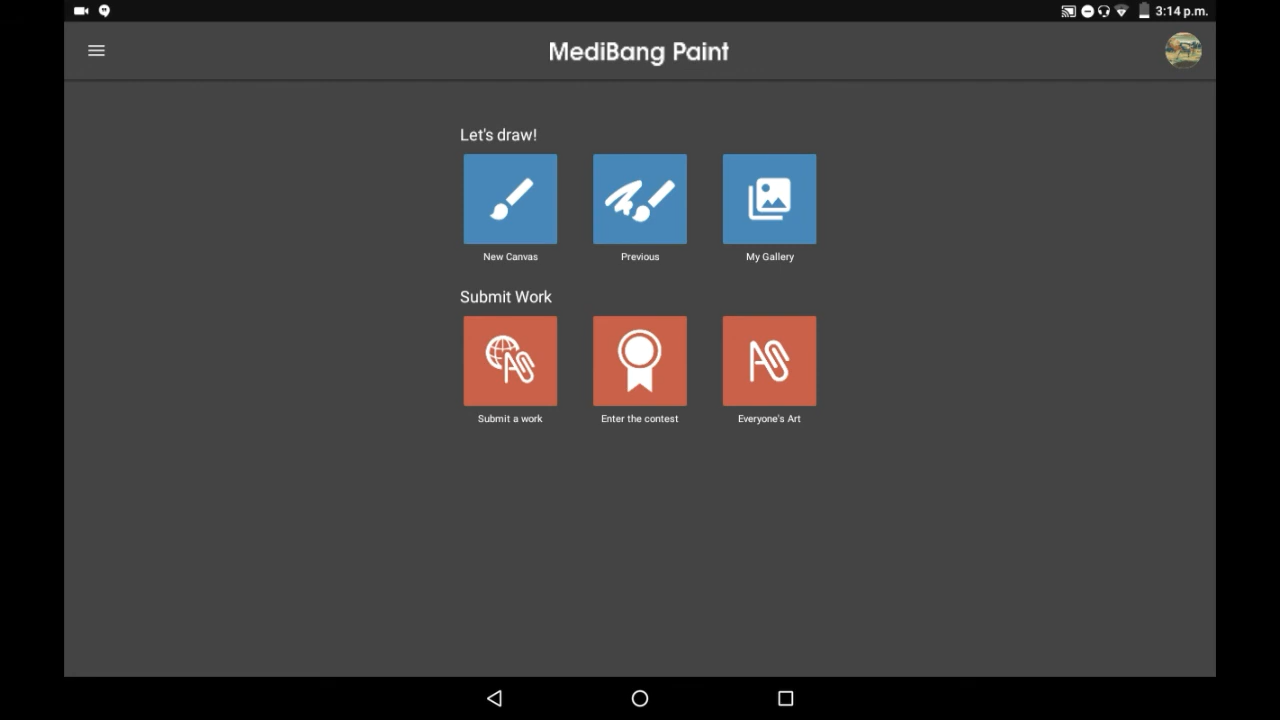 3:14 p.m.
MediBang Paint
Let's draw!
New Canvas
Previous
My Gallery
Submit Work
Submit a work
Enter the contest
Everyone's Art